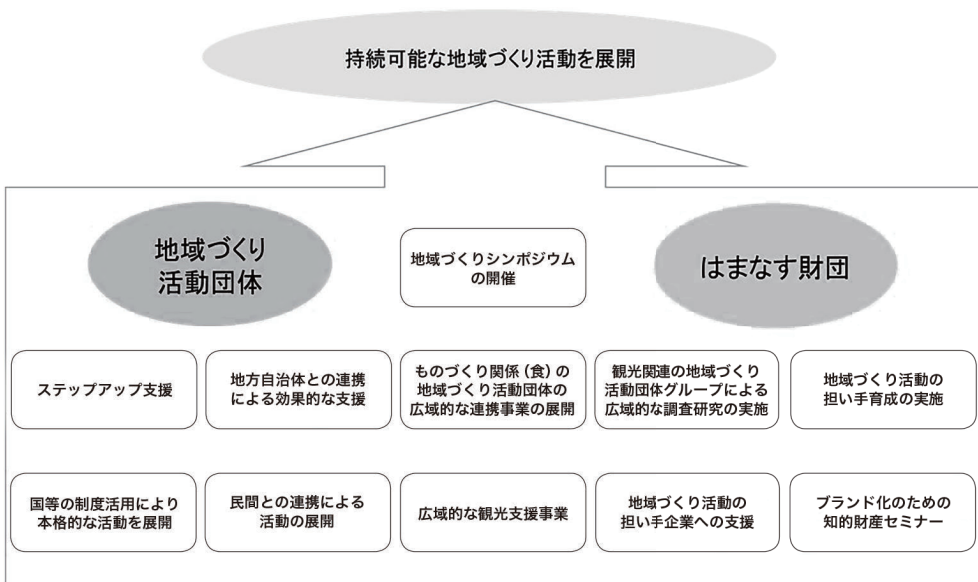 持続可能な地域づくり活動を展開
地域づくり
活動団体
地域づくりシンポジウム
の開催
はまなす財団
ステップアップ支援
地方自治体との連携
による効果的な支援
ものづくり関係（食）の
地域づくり活動団体の
広域的な連携事業の展開
観光関連の地域づくり
活動団体グループによる
広域的な調査研究の実施
地域づくり活動の
担い手育成の実施
国等の制度活用により
本格的な活動を展開
民間との連携による
活動の展開
広域的な観光支援事業
地域づくり活動の
担い手企業への支援
ブランド化のための
知的財産セミナー